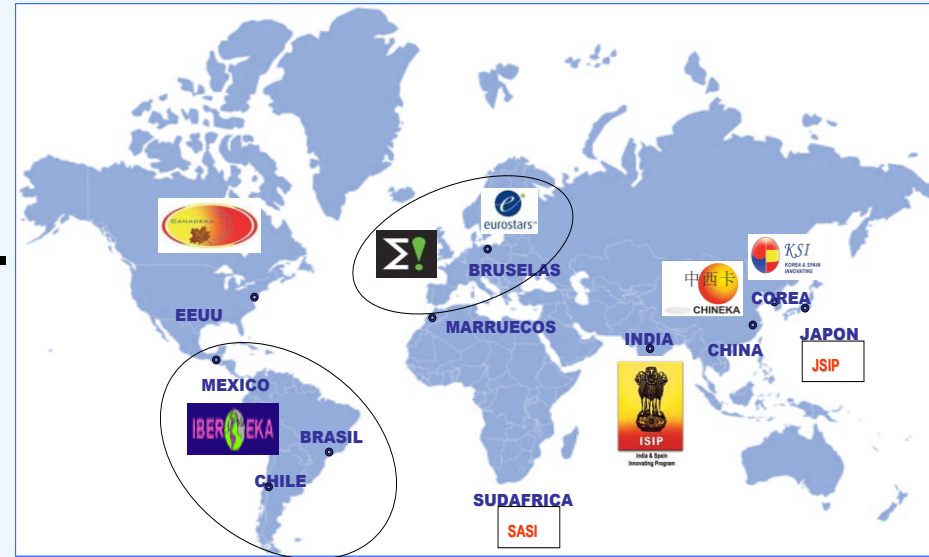 CANADEKA
eurostars™
Σ!
BRUSELAS
KSI
KOREA & SPAIN
INNOVATING
中西卡
CHINEKA
COREA
EEUU
MARRUECOS
INDIA
CHINA
JAPON
JSIP
MEXICO
IBEROEKA
BRASIL
CHILE
ISIP
India & Spain
Innovating Program
SUDAFRICA
SASI